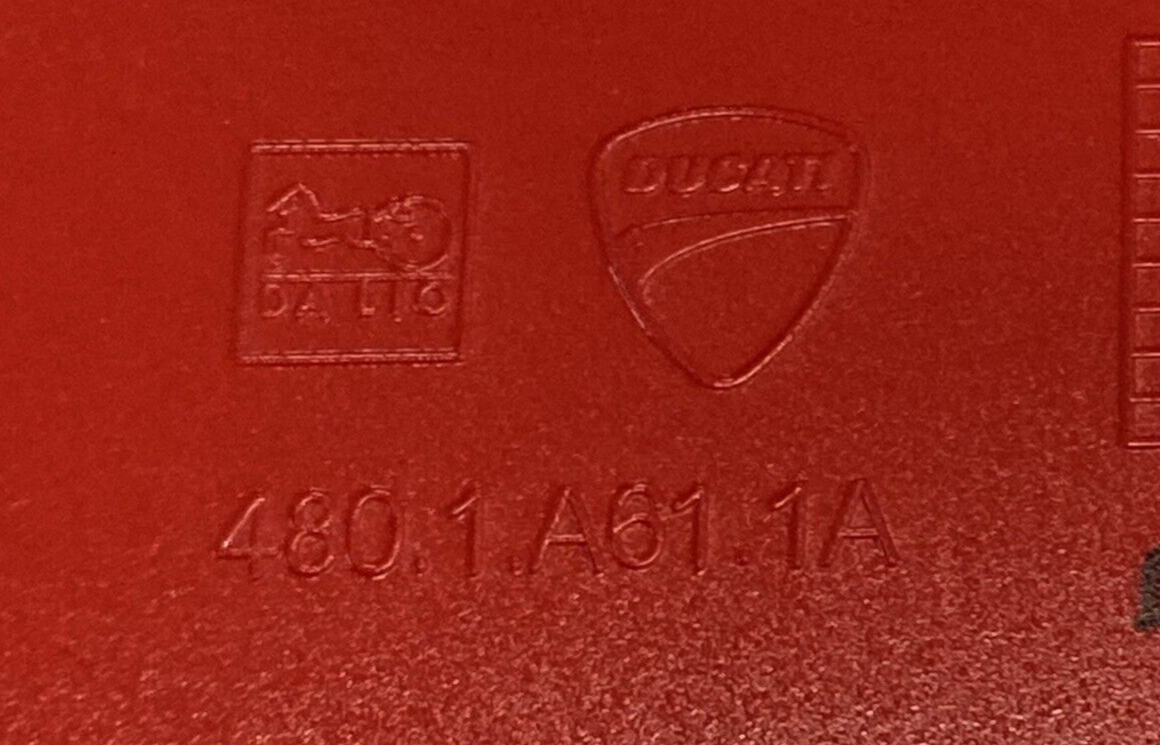 DA LIO
DUCATI
480.1.A61.1A